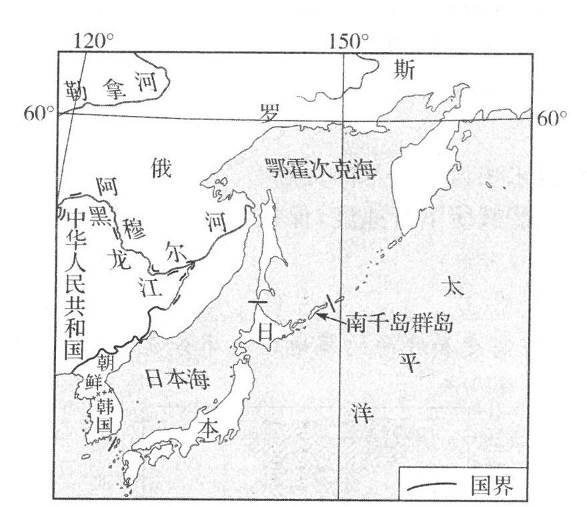 120°
150°
60°
60°
勒拿河
俄罗斯
鄂霍次克海
阿穆尔河
黑龙江
中华人民共和国
朝鲜
韩国
日本海
日本
南千岛群岛
太平洋
国界